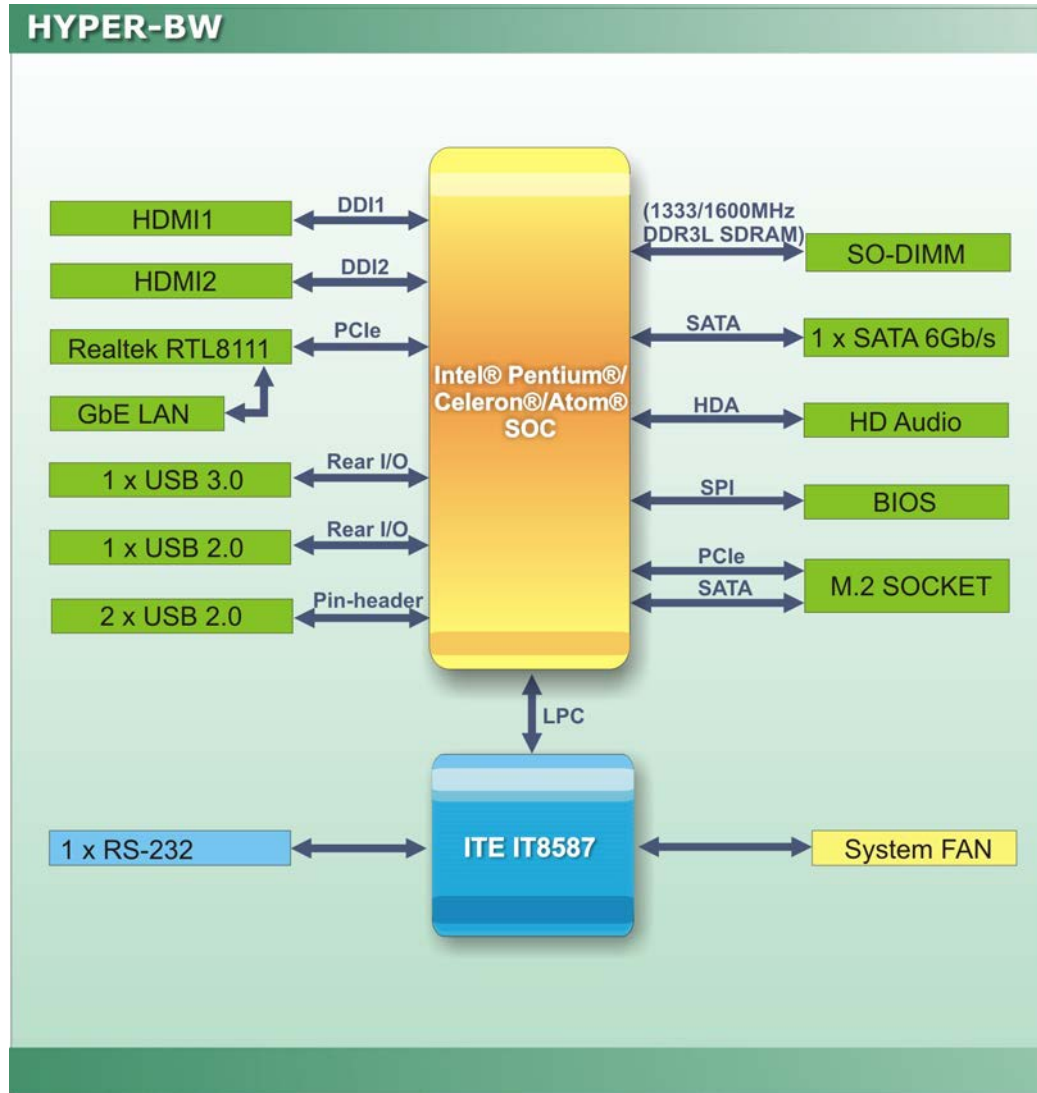 HYPER-BW
HDMI1
DDI1
HDMI2
DDI2
Realtek RTL8111
PCIe
GbE LAN
1 x USB 3.0
Rear I/O
1 x USB 2.0
Rear I/O
2 x USB 2.0
Pin-header
Intel® Pentium®/
Celeron®/Atom®
SOC
(1333/1600MHz
DDR3L SDRAM)
SO-DIMM
SATA
1 x SATA 6Gb/s
HDA
HD Audio
SPI
BIOS
PCIe
SATA
M.2 SOCKET
LPC
1 x RS-232
ITE IT8587
System FAN